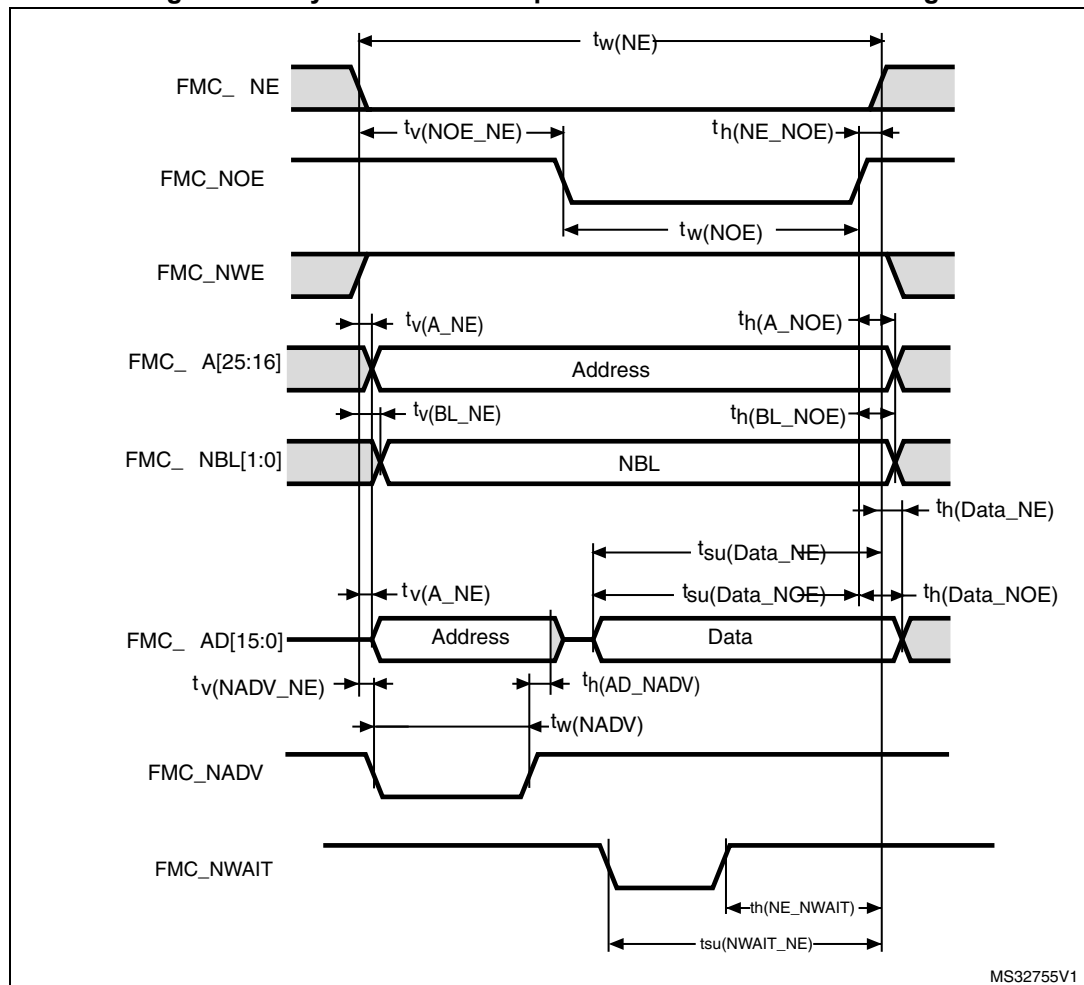 tw(NE)
FMC_ NE
tv(NOE_NE)
th(NE_NOE)
FMC_NOE
tw(NOE)
FMC_NWE
tv(A_NE)
th(A_NOE)
FMC_ A[25:16]
Address
tv(BL_NE)
th(BL_NOE)
FMC_ NBL[1:0]
NBL
th(Data_NE)
tsu(Data_NE)
tv(A_NE)
tsu(Data_NOE)
th(Data_NOE)
FMC_ AD[15:0]
Address
Data
tv(NADV_NE)
th(AD_NADV)
tw(NADV)
FMC_NADV
FMC_NWAIT
th(NE_NWAIT)
tsu(NWAIT_NE)
MS32755V1